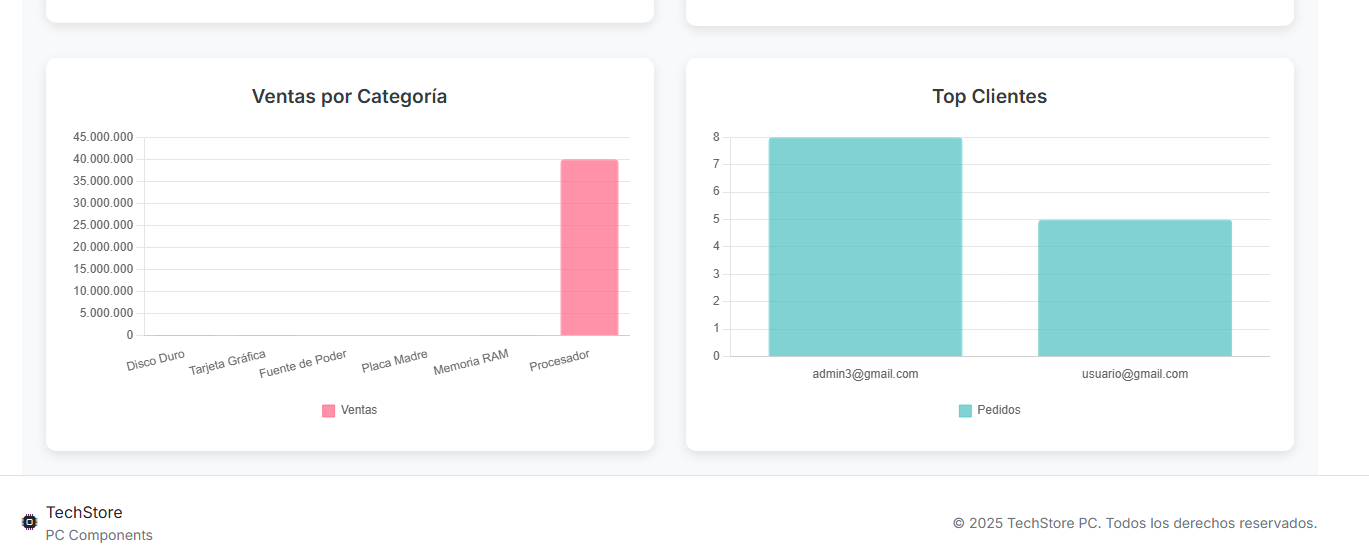 Ventas por Categoría
45.000.000
40.000.000
35.000.000
30.000.000
25.000.000
20.000.000
15.000.000
10.000.000
5.000.000
0
Disco Duro
Tarjeta Gráfica
Fuente de Poder
Placa Madre
Memoria RAM
Procesador
Ventas
Top Clientes
8
7
6
5
4
3
2
1
0
admin3@gmail.com
usuario@gmail.com
Pedidos
TechStore
PC Components
© 2025 TechStore PC. Todos los derechos reservados.